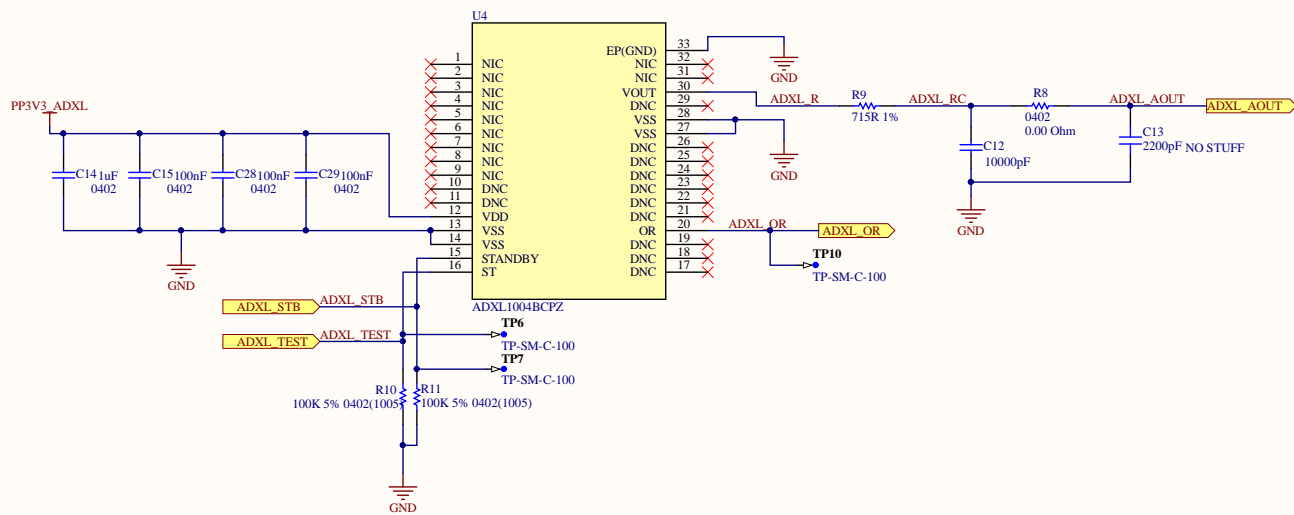 U4
EP(GND) 33
1 NIC NIC 32
2 NIC NIC 31
3 NIC VOUT 30
4 NIC DNC 29
5 NIC VSS 28
6 NIC VSS 27
7 NIC DNC 26
8 NIC DNC 25
9 NIC DNC 24
10 DNC DNC 23
11 DNC DNC 22
12 VDD DNC 21
13 VSS OR 20
14 VSS DNC 19
15 STANDBY DNC 18
16 ST DNC 17
ADXL1004BCPZ
PP3V3_ADXL
C14 1uF
0402
C15 100nF
0402
C28 100nF
0402
C29 100nF
0402
GND
GND
GND
ADXL_R
R9
715R 1%
ADXL_RC
R8
0402
0.00 Ohm
ADXL_AOUT
ADXL_AOUT
C12
10000pF
C13
2200pF NO STUFF
GND
ADXL_OR
ADXL_OR
TP10
TP-SM-C-100
ADXL_STB
ADXL_STB
ADXL_TEST
ADXL_TEST
TP6
TP-SM-C-100
TP7
TP-SM-C-100
R10
100K 5% 0402(1005)
R11
100K 5% 0402(1005)
GND